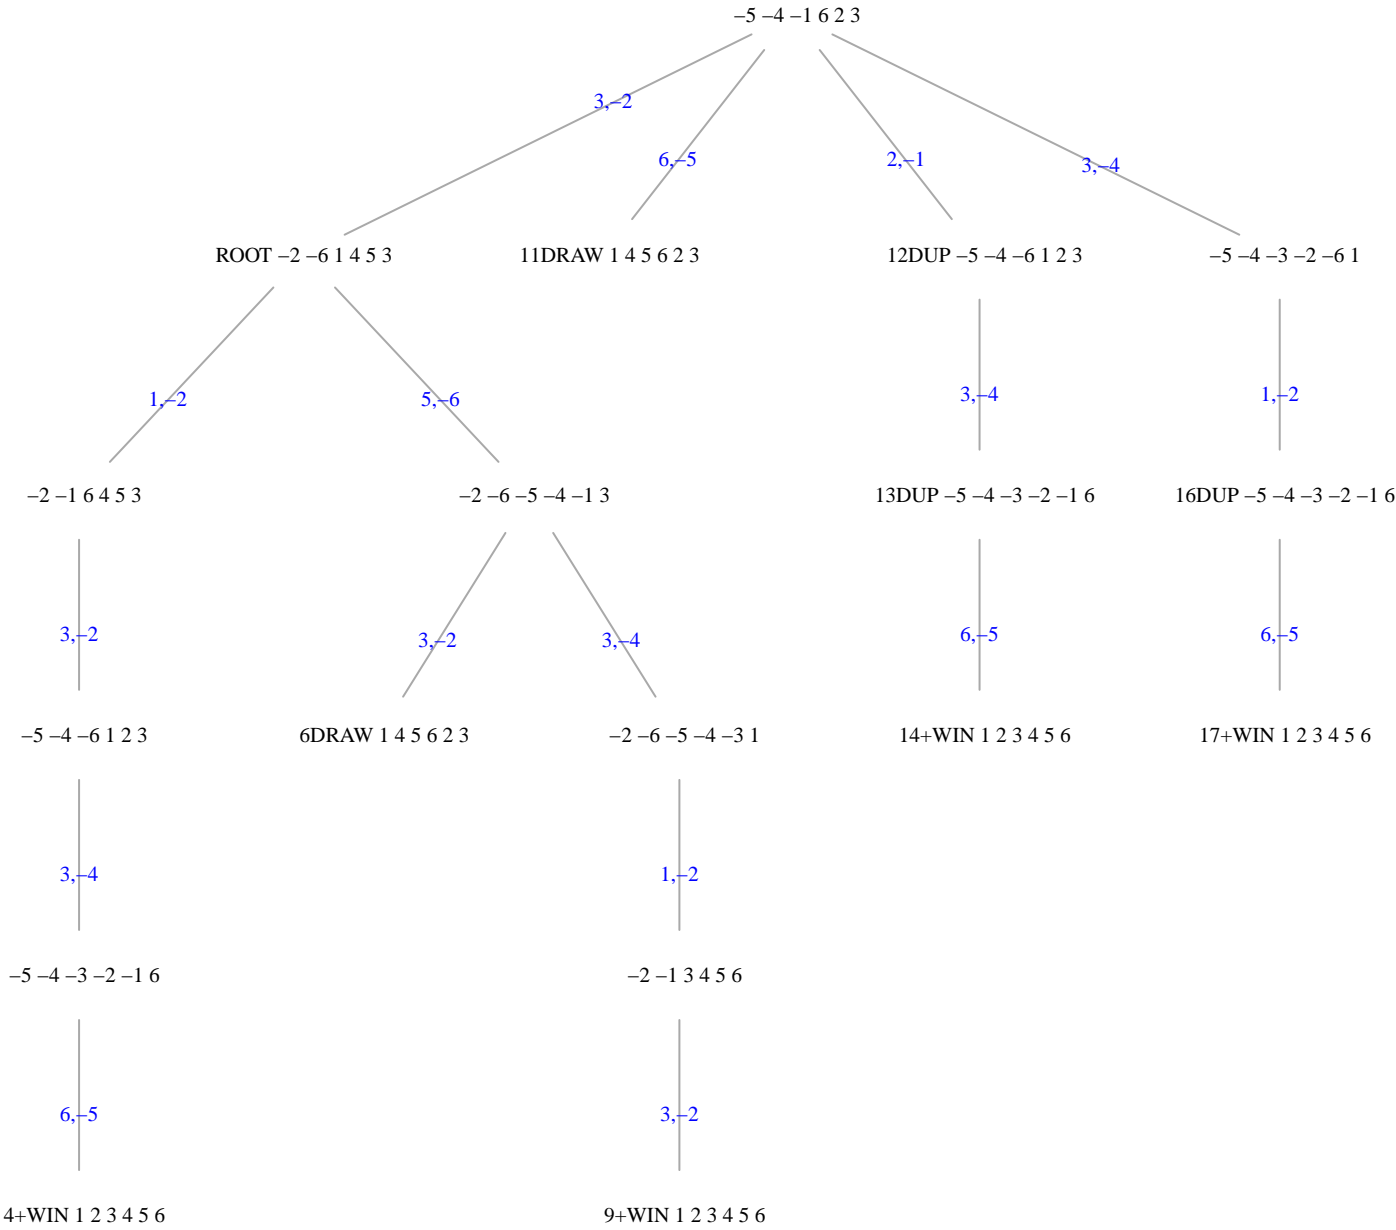 –5 –4 –1 6 2 3
3,–2
6,–5
2,–1
3,–4
ROOT –2 –6 1 4 5 3
11DRAW 1 4 5 6 2 3
12DUP –5 –4 –6 1 2 3
–5 –4 –3 –2 –6 1
1,–2
5,–6
3,–4
1,–2
–2 –1 6 4 5 3
–2 –6 –5 –4 –1 3
13DUP –5 –4 –3 –2 –1 6
16DUP –5 –4 –3 –2 –1 6
3,–2
3,–2
3,–4
6,–5
6,–5
–5 –4 –6 1 2 3
6DRAW 1 4 5 6 2 3
–2 –6 –5 –4 –3 1
14+WIN 1 2 3 4 5 6
17+WIN 1 2 3 4 5 6
3,–4
1,–2
–5 –4 –3 –2 –1 6
–2 –1 3 4 5 6
6,–5
3,–2
4+WIN 1 2 3 4 5 6
9+WIN 1 2 3 4 5 6